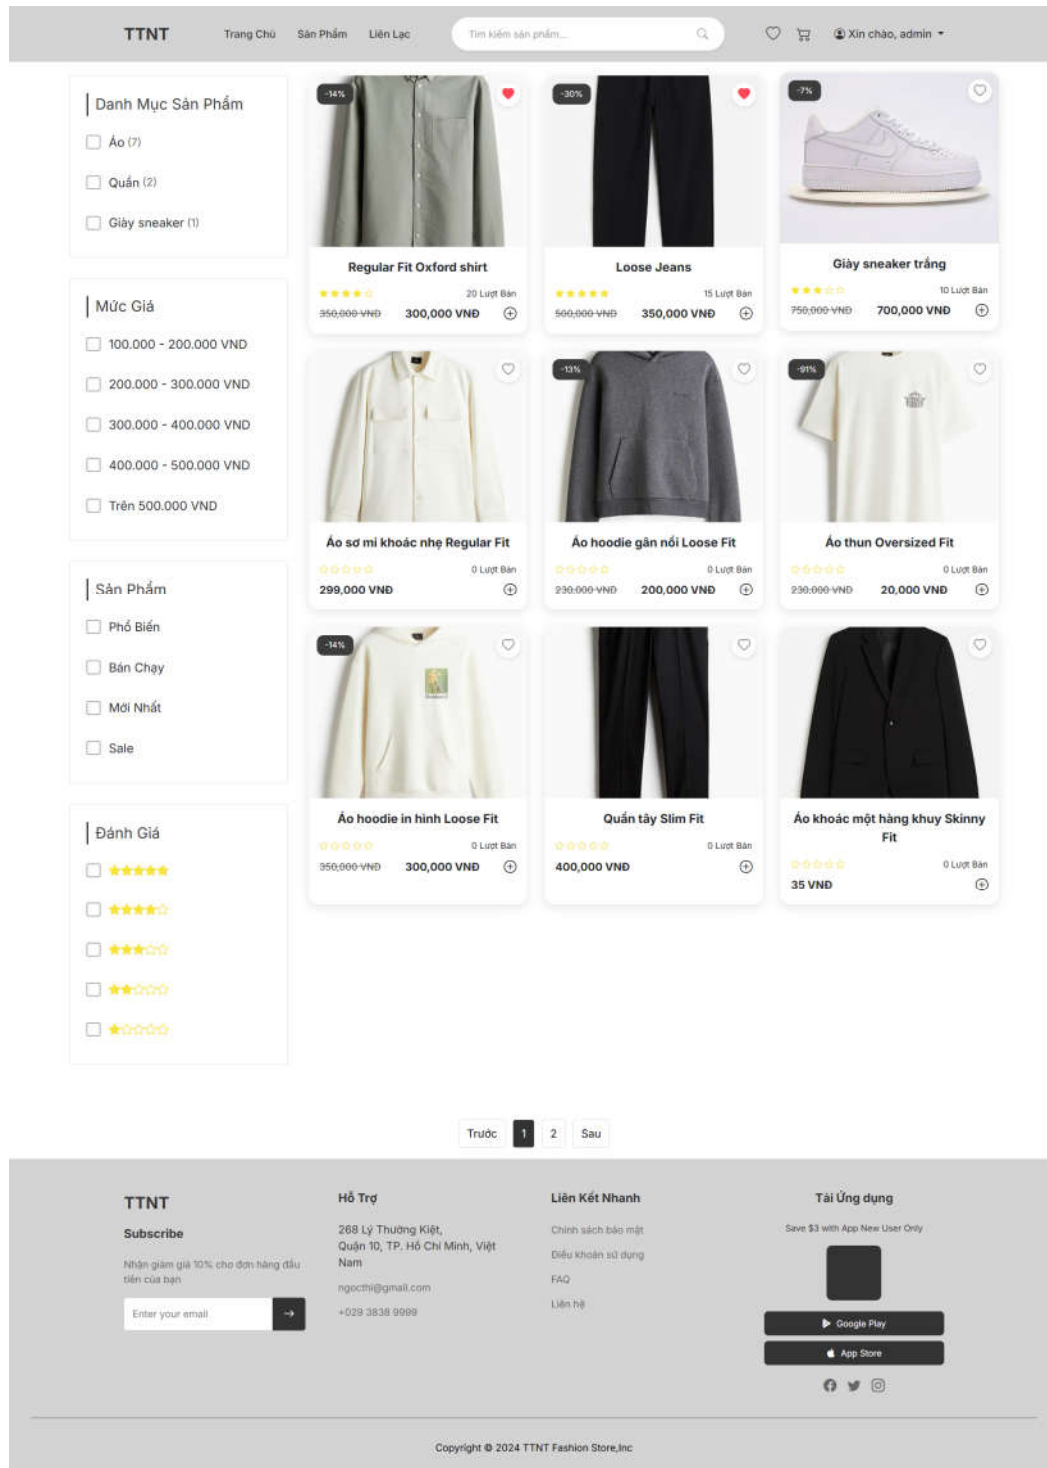 TTNT
Trang Chủ
Sản Phẩm
Liên Lạc
Tìm kiếm sản phẩm...
Xin chào, admin
Danh Mục Sản Phẩm
Áo (7)
Quần (2)
Giày sneaker (1)
Mức Giá
100.000 - 200.000 VND
200.000 - 300.000 VND
300.000 - 400.000 VND
400.000 - 500.000 VND
Trên 500.000 VND
Sản Phẩm
Phổ Biến
Bán Chạy
Mới Nhất
Sale
Đánh Giá
-14%
Regular Fit Oxford shirt
20 Lượt Bán
350,000 VNĐ 300,000 VNĐ
-30%
Loose Jeans
15 Lượt Bán
500,000 VNĐ 350,000 VNĐ
-7%
Giày sneaker trắng
10 Lượt Bán
750,000 VNĐ 700,000 VNĐ
Áo sơ mi khoác nhẹ Regular Fit
0 Lượt Bán
299,000 VNĐ
-13%
Áo hoodie gân nổi Loose Fit
0 Lượt Bán
230,000 VNĐ 200,000 VNĐ
-91%
Áo thun Oversized Fit
0 Lượt Bán
230,000 VNĐ 20,000 VNĐ
-14%
Áo hoodie in hình Loose Fit
0 Lượt Bán
350,000 VNĐ 300,000 VNĐ
Quần tây Slim Fit
0 Lượt Bán
400,000 VNĐ
Áo khoác một hàng khuy Skinny
Fit
0 Lượt Bán
35 VNĐ
Trước 1 2 Sau
TTNT
Subscribe
Nhận giảm giá 10% cho đơn hàng đầu
tiên của bạn
Enter your email
Hỗ Trợ
268 Lý Thường Kiệt,
Quận 10, TP. Hồ Chí Minh, Việt
Nam
ngocthi@gmail.com
+029 3838 9999
Liên Kết Nhanh
Chính sách bảo mật
Điều khoản sử dụng
FAQ
Liên hệ
Tải Ứng dụng
Save $3 with App New User Only
Google Play
App Store
Copyright © 2024 TTNT Fashion Store,Inc